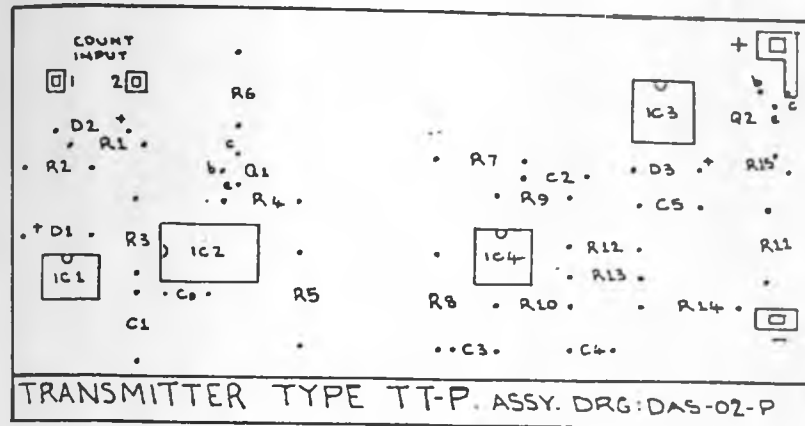 COUNT
INPUT
1 2
+
R6
IC3
b
c
e
Q2
D2 +
R1
c
R2
b Q1
e
R7
C2
D3 +
R15
R4
R9
C5
+ D1
R3
IC2
IC4
R12
R11
IC1
R13
C0
R5
R8
R10
R14
C1
C3
C4
-
TRANSMITTER TYPE TT-P. ASSY. DRG: DAS-02-P